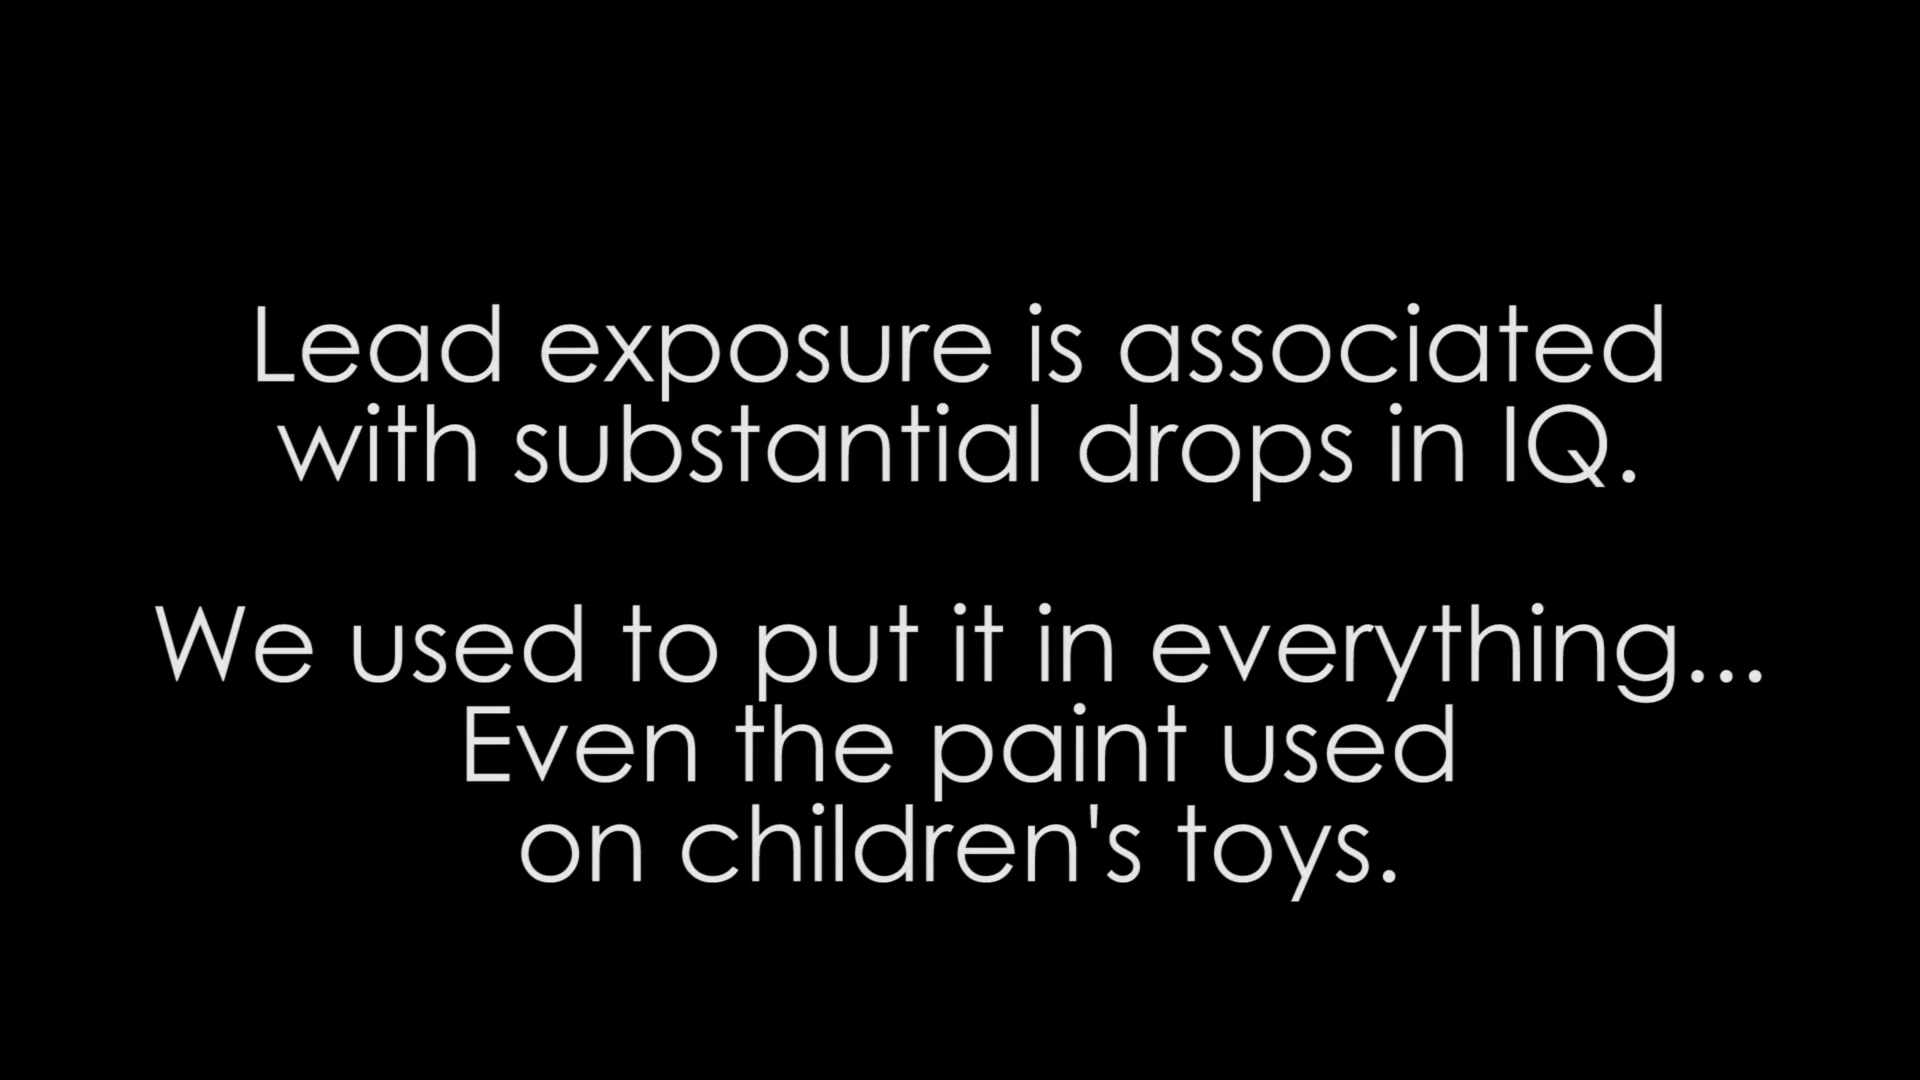 Lead exposure is associated
with substantial drops in IQ.
We used to put it in everything...
Even the paint used
on children's toys.